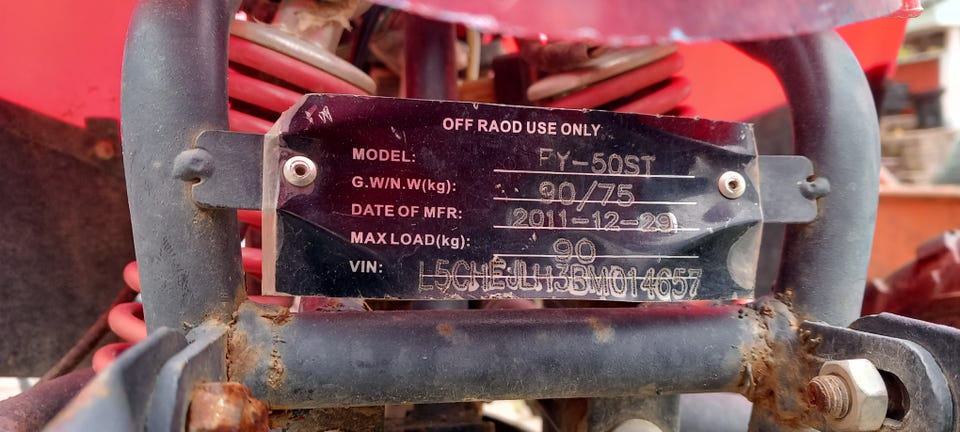 OFF RAOD USE ONLY
MODEL: FY-50ST
G.W/N.W(kg): 90/75
DATE OF MFR: 2011-12-29
MAX LOAD(kg): 90
VIN: L5CHEJLH3BM014657